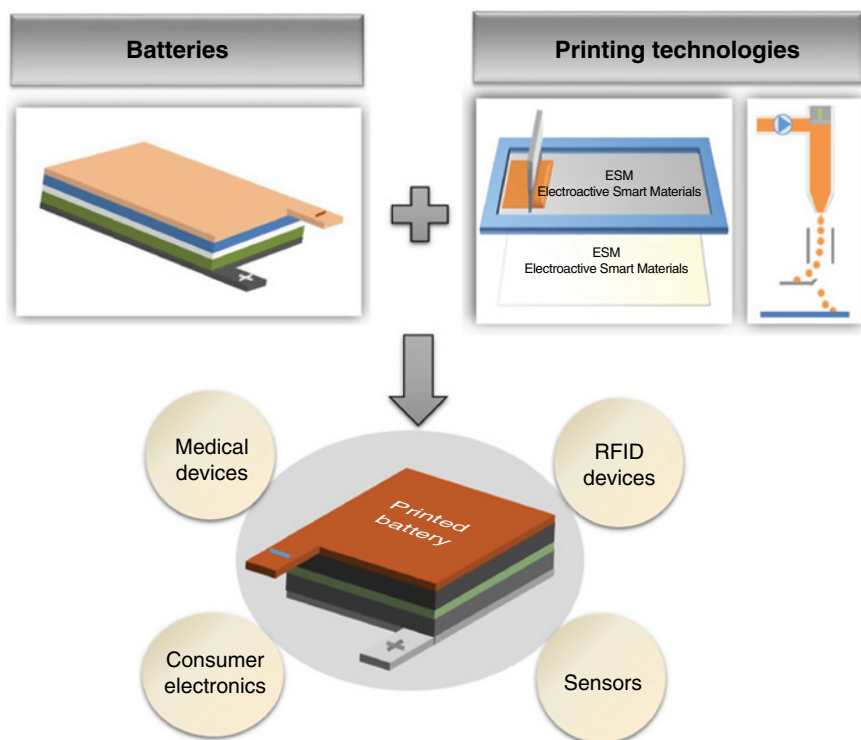 Batteries
Printing technologies
ESM
Electroactive Smart Materials
ESM
Electroactive Smart Materials
Medical
devices
RFID
devices
Printed
battery
Consumer
electronics
Sensors